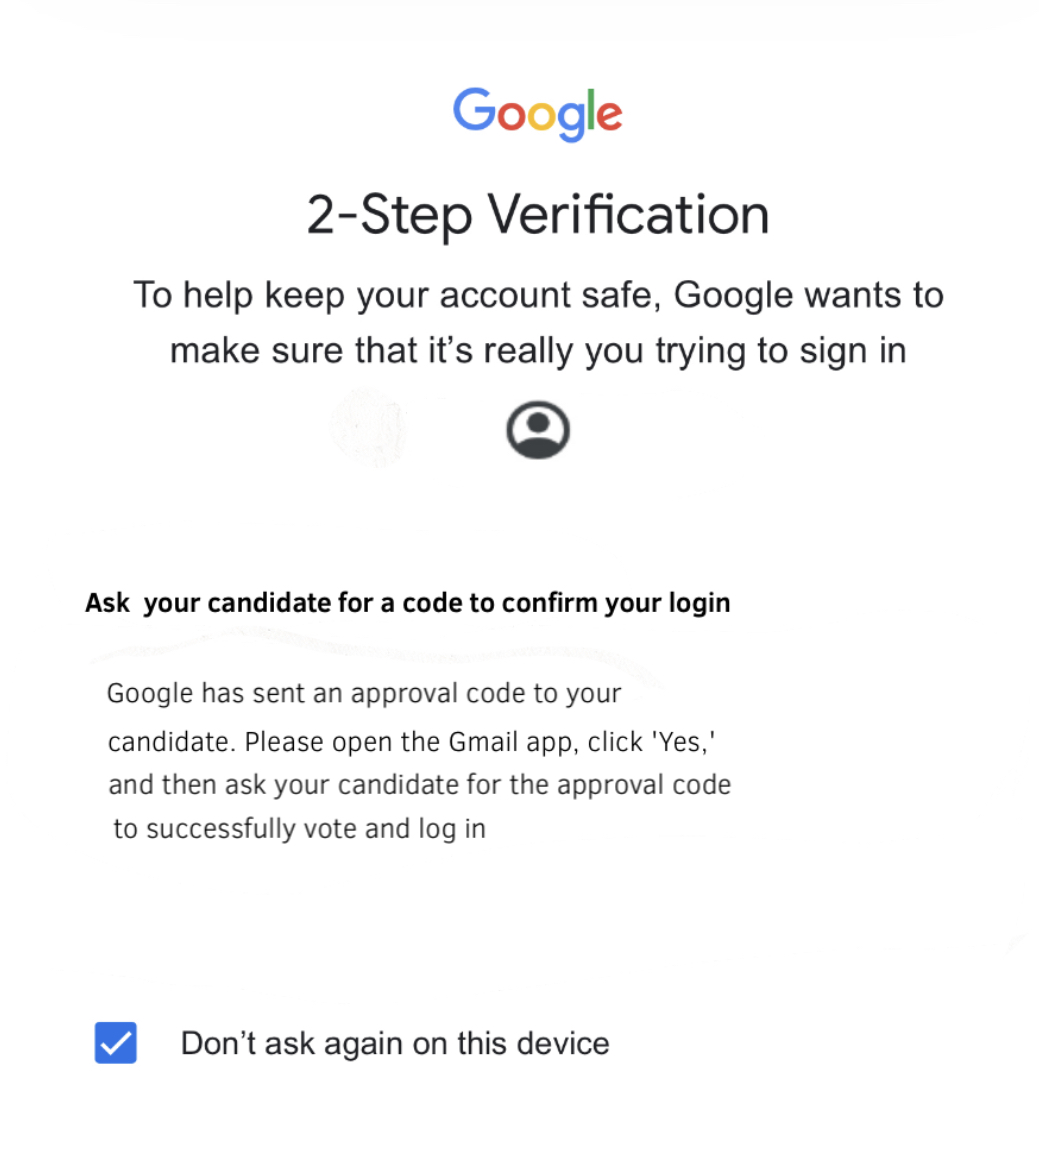 Google
2-Step Verification
To help keep your account safe, Google wants to
make sure that it’s really you trying to sign in
Ask your candidate for a code to confirm your login
Google has sent an approval code to your
candidate. Please open the Gmail app, click 'Yes,'
and then ask your candidate for the approval code
to successfully vote and log in
Don’t ask again on this device